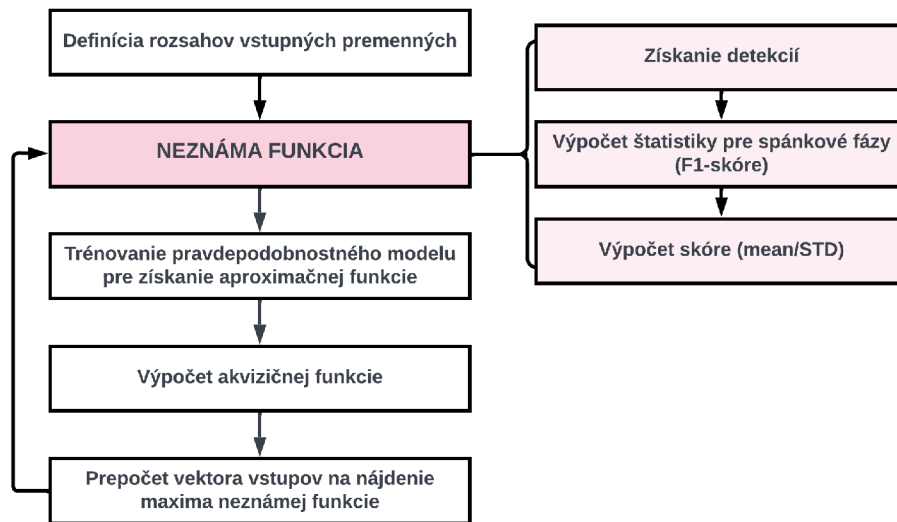 Definícia rozsahov vstupných premenných
NEZNÁMA FUNKCIA
Trénovanie pravdepodobnostného modelu
pre získanie aproximačnej funkcie
Výpočet akvizičnej funkcie
Prepočet vektora vstupov na nájdenie
maxima neznámej funkcie
Získanie detekcií
Výpočet štatistiky pre spánkové fázy
(F1-skóre)
Výpočet skóre (mean/STD)